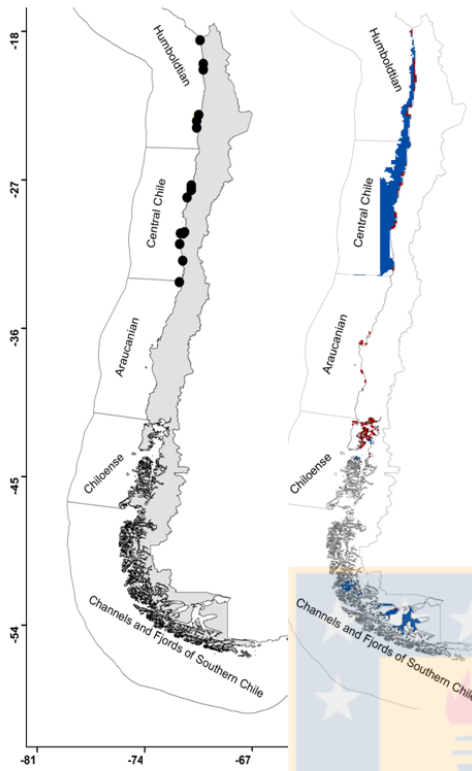 -18
-27
-36
-45
-54
-81
-74
-67
Humboldtian
Central Chile
Araucanian
Chiloense
Channels and Fjords of Southern Chile
Humboldtian
Central Chile
Araucanian
Chiloense
Channels and Fjords of Southern Chile